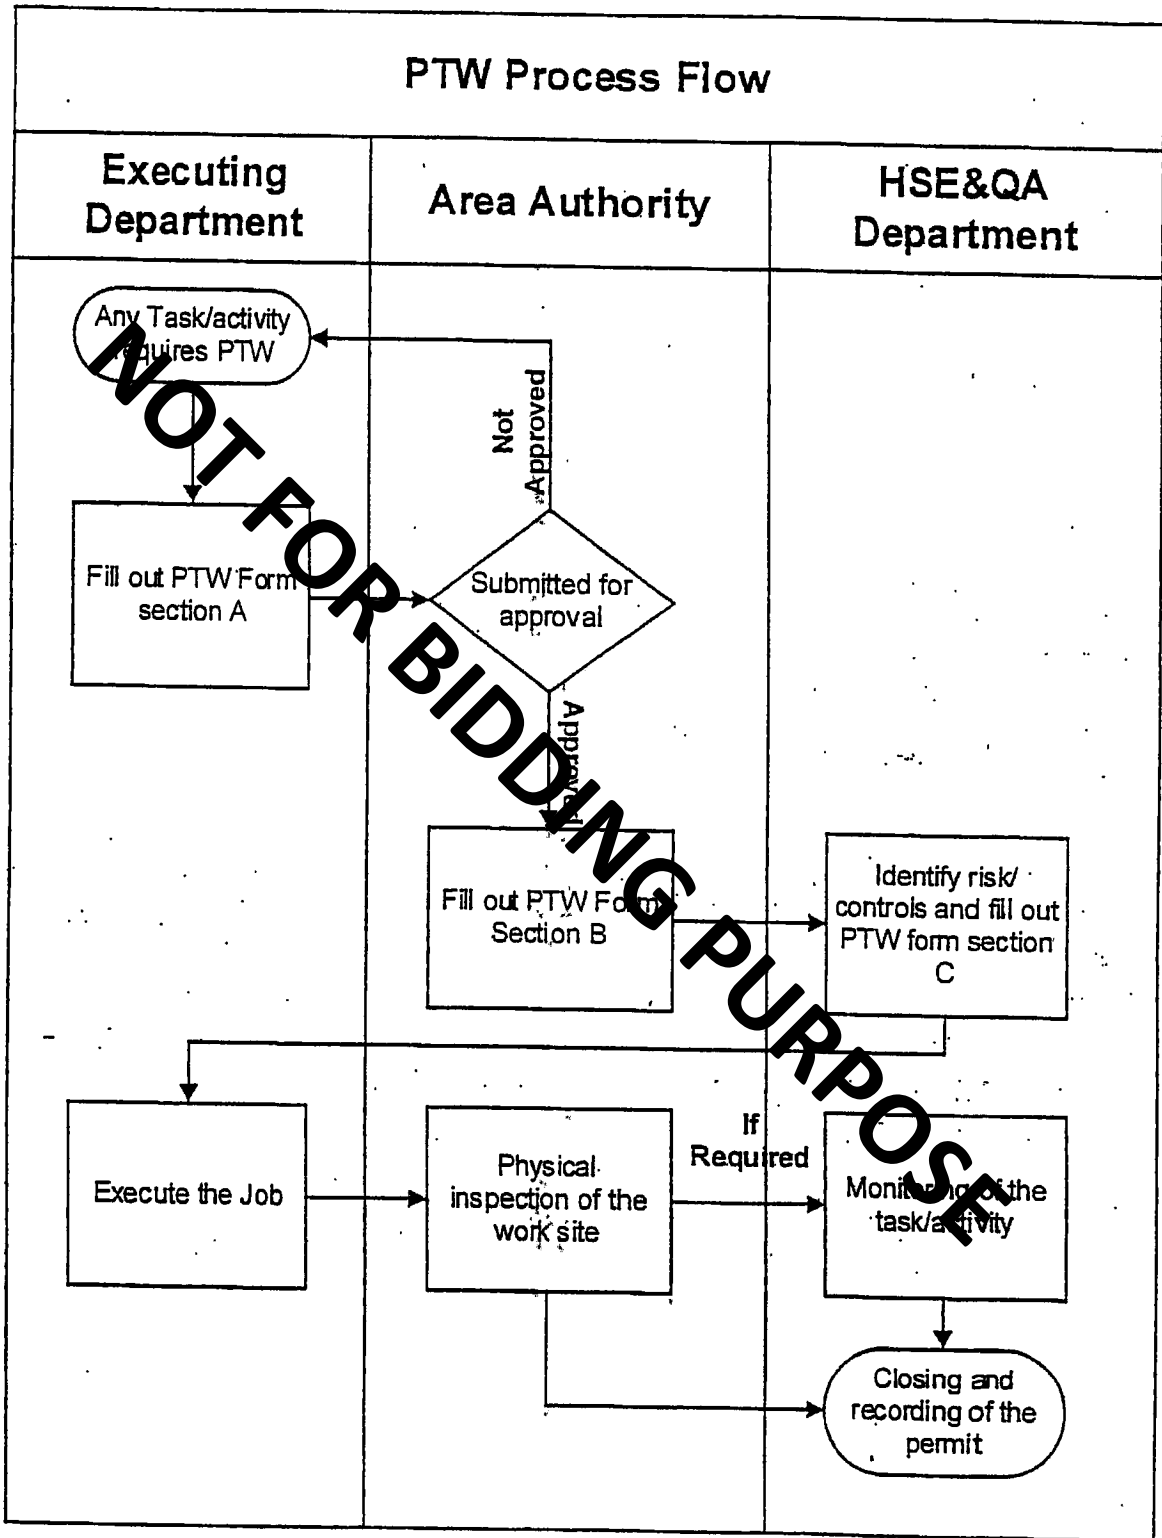 PTW Process Flow
Executing
Department
Area Authority
HSE&QA
Department
Any Task/activity
requires PTW
Not
Approved
Fill out PTW Form
section A
Submitted for
approval
Approved
Fill out PTW Form
Section B
Identify risk/
controls and fill out
PTW form section
C
Execute the Job
Physical
inspection of the
work site
If
Required
Monitoring of the
task/activity
Closing and
recording of the
permit
NOT FOR BIDDING PURPOSE